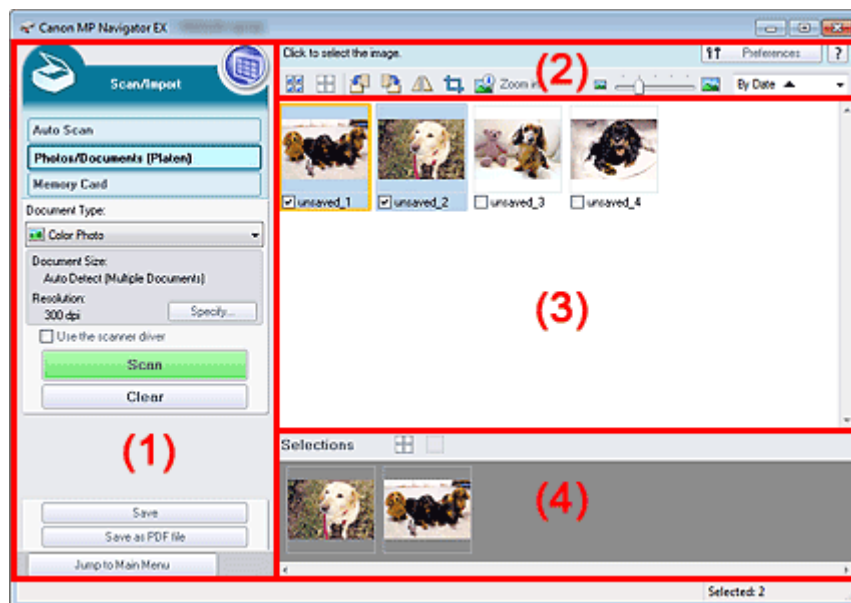 Canon MP Navigator EX
Click to select the image.
Preferences
?
Scan/Import
(2)
Zoom in
By Date
Auto Scan
Photos/Documents (Platen)
Memory Card
unsaved_1
unsaved_2
unsaved_3
unsaved_4
Document Type:
Color Photo
Document Size:
Auto Detect (Multiple Documents)
Resolution:
300 dpi
Specify...
Use the scanner diver
Scan
Clear
(3)
(1)
Selections
(4)
Save
Save as PDF file
Jump to Main Menu
Selected: 2